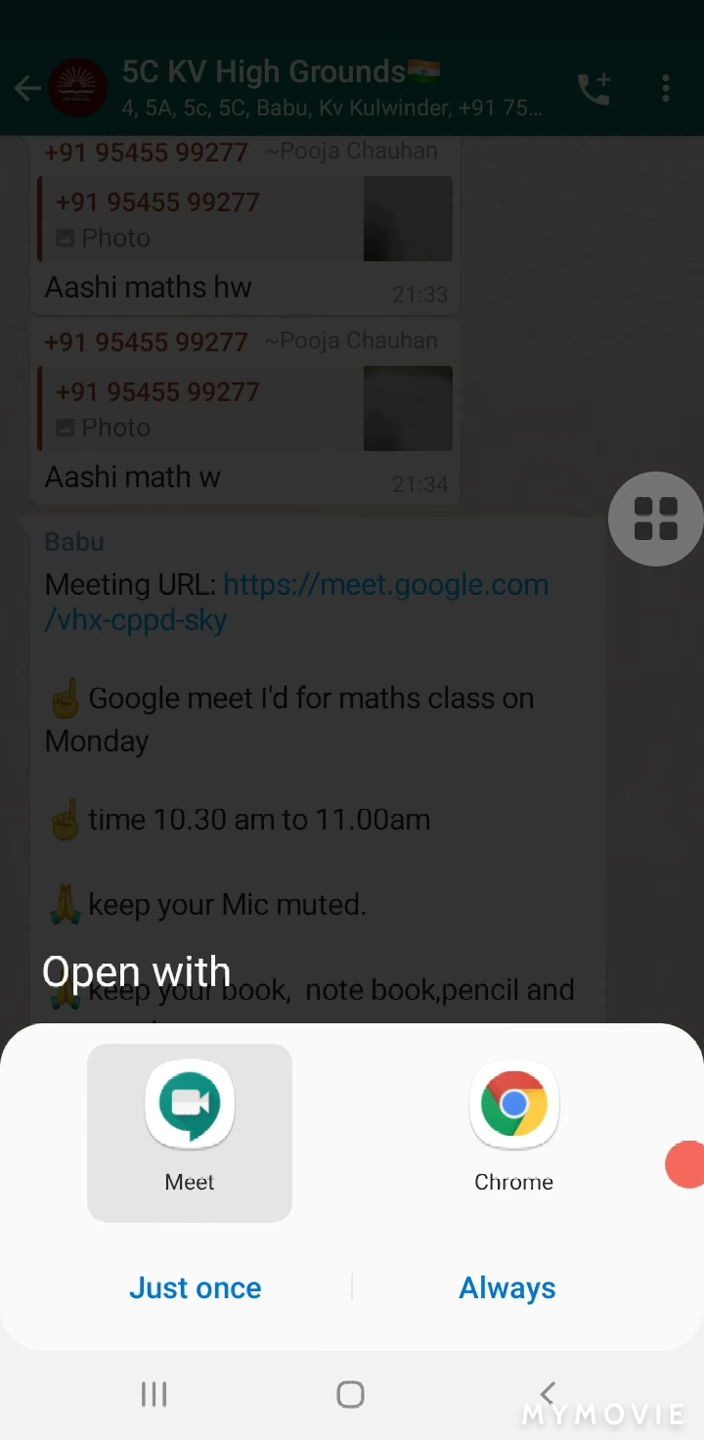 5C KV High Grounds🇮🇳
4, 5A, 5c, 5C, Babu, Kv Kulwinder, +91 75…
+91 95455 99277 ~Pooja Chauhan
+91 95455 99277
Photo
Aashi maths hw
21:33
+91 95455 99277 ~Pooja Chauhan
+91 95455 99277
Photo
Aashi math w
21:34
Babu
Meeting URL: https://meet.google.com
/vhx-cppd-sky
☝️Google meet I'd for maths class on
Monday
☝️time 10.30 am to 11.00am
🙏keep your Mic muted.
Open with
🙏keep your book, note book,pencil and
Meet
Chrome
Just once
Always
MYMOVIE